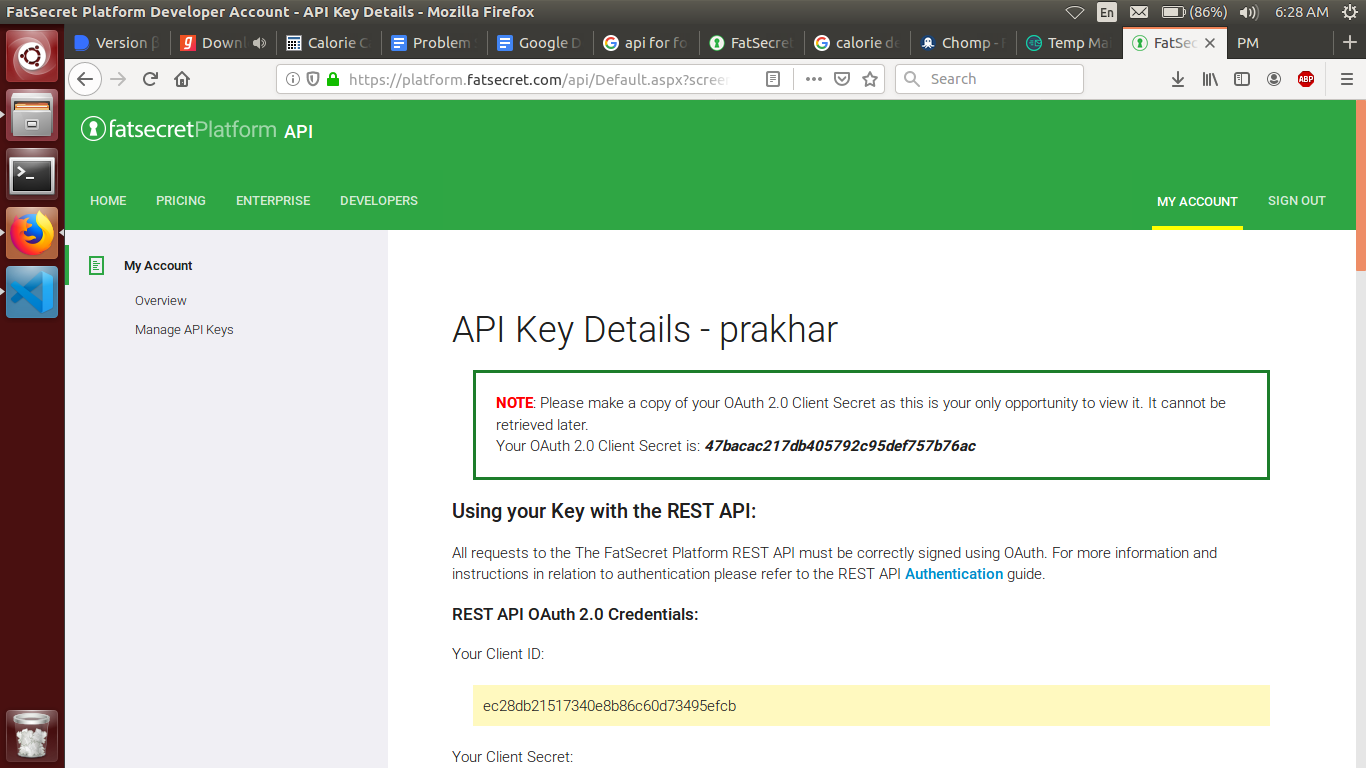 FatSecret Platform Developer Account - API Key Details - Mozilla Firefox
En (86%) 6:28 AM
Version β Downl Calorie C Problem Google D api for fo FatSecret calorie de Chomp - Temp Ma FatSec PM
https://platform.fatsecret.com/api/Default.aspx?scree Search ABP
fatsecretPlatform API
HOME PRICING ENTERPRISE DEVELOPERS MY ACCOUNT SIGN OUT
My Account
Overview
Manage API Keys
API Key Details - prakhar
NOTE: Please make a copy of your OAuth 2.0 Client Secret as this is your only opportunity to view it. It cannot be
retrieved later.
Your OAuth 2.0 Client Secret is: 47bacac217db405792c95def757b76ac
Using your Key with the REST API:
All requests to the The FatSecret Platform REST API must be correctly signed using OAuth. For more information and
instructions in relation to authentication please refer to the REST API Authentication guide.
REST API OAuth 2.0 Credentials:
Your Client ID:
ec28db21517340e8b86c60d73495efcb
Your Client Secret: